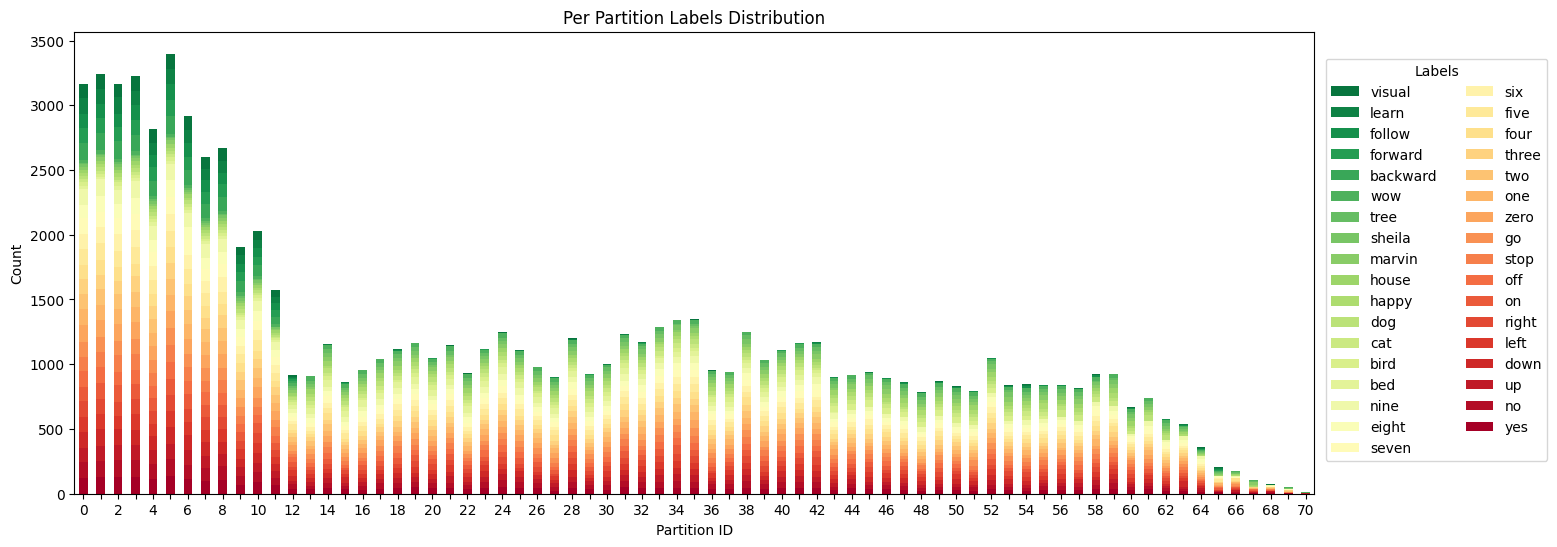 Per Partition Labels Distribution
3500
3000
2500
2000
1500
1000
500
0
Count
0 2 4 6 8 10 12 14 16 18 20 22 24 26 28 30 32 34 36 38 40 42 44 46 48 50 52 54 56 58 60 62 64 66 68 70
Partition ID
Labels
visual
learn
follow
forward
backward
wow
tree
sheila
marvin
house
happy
dog
cat
bird
bed
nine
eight
seven
six
five
four
three
two
one
zero
go
stop
off
on
right
left
down
up
no
yes